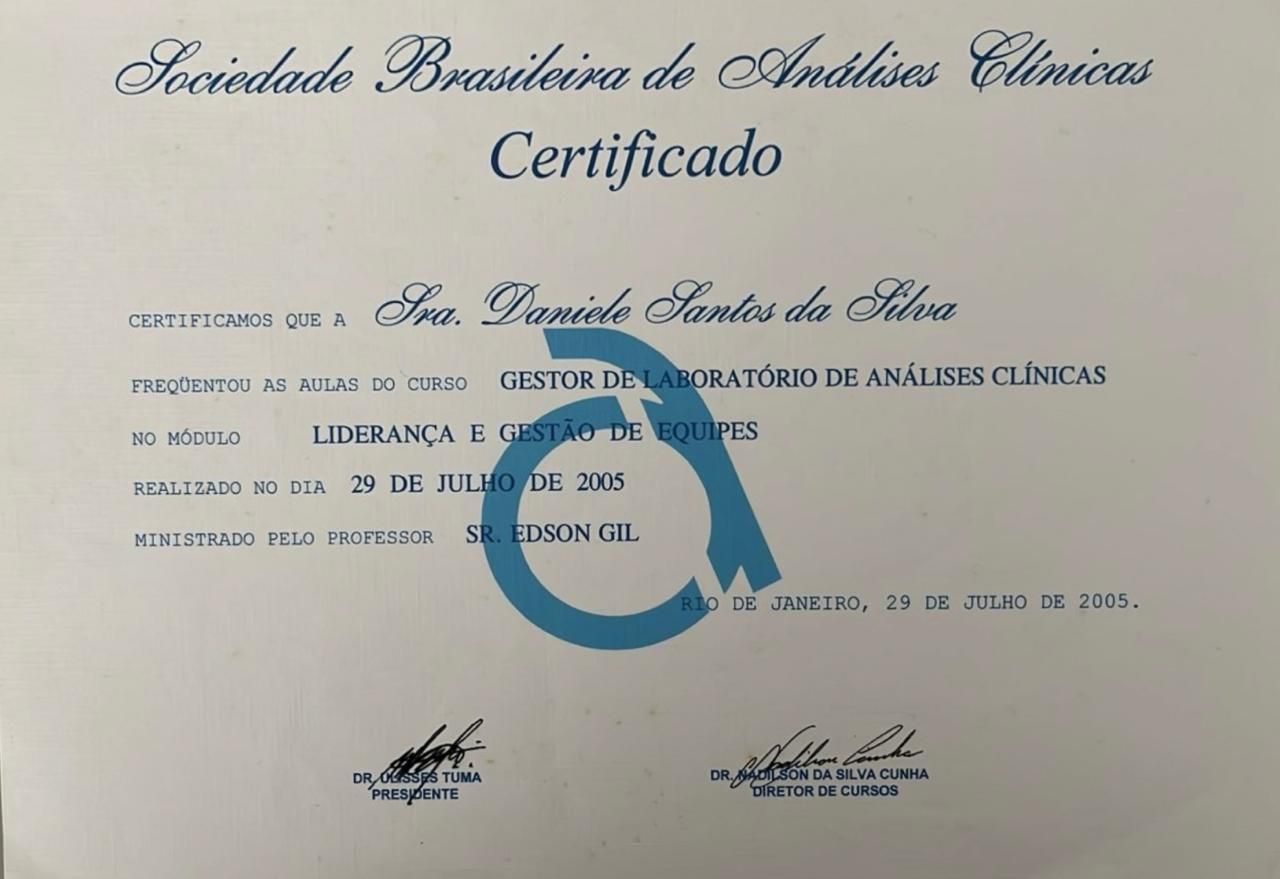 Sociedade Brasileira de Análises Clínicas
Certificado
CERTIFICAMOS QUE A Sra. Daniele Santos da Silva
FREQÜENTOU AS AULAS DO CURSO GESTOR DE LABORATÓRIO DE ANÁLISES CLÍNICAS
NO MÓDULO LIDERANÇA E GESTÃO DE EQUIPES
REALIZADO NO DIA 29 DE JULHO DE 2005
MINISTRADO PELO PROFESSOR SR. EDSON GIL
RIO DE JANEIRO, 29 DE JULHO DE 2005.
DR. ULISSES TUMA
PRESIDENTE
Nadilson Cunha
DR. NADILSON DA SILVA CUNHA
DIRETOR DE CURSOS